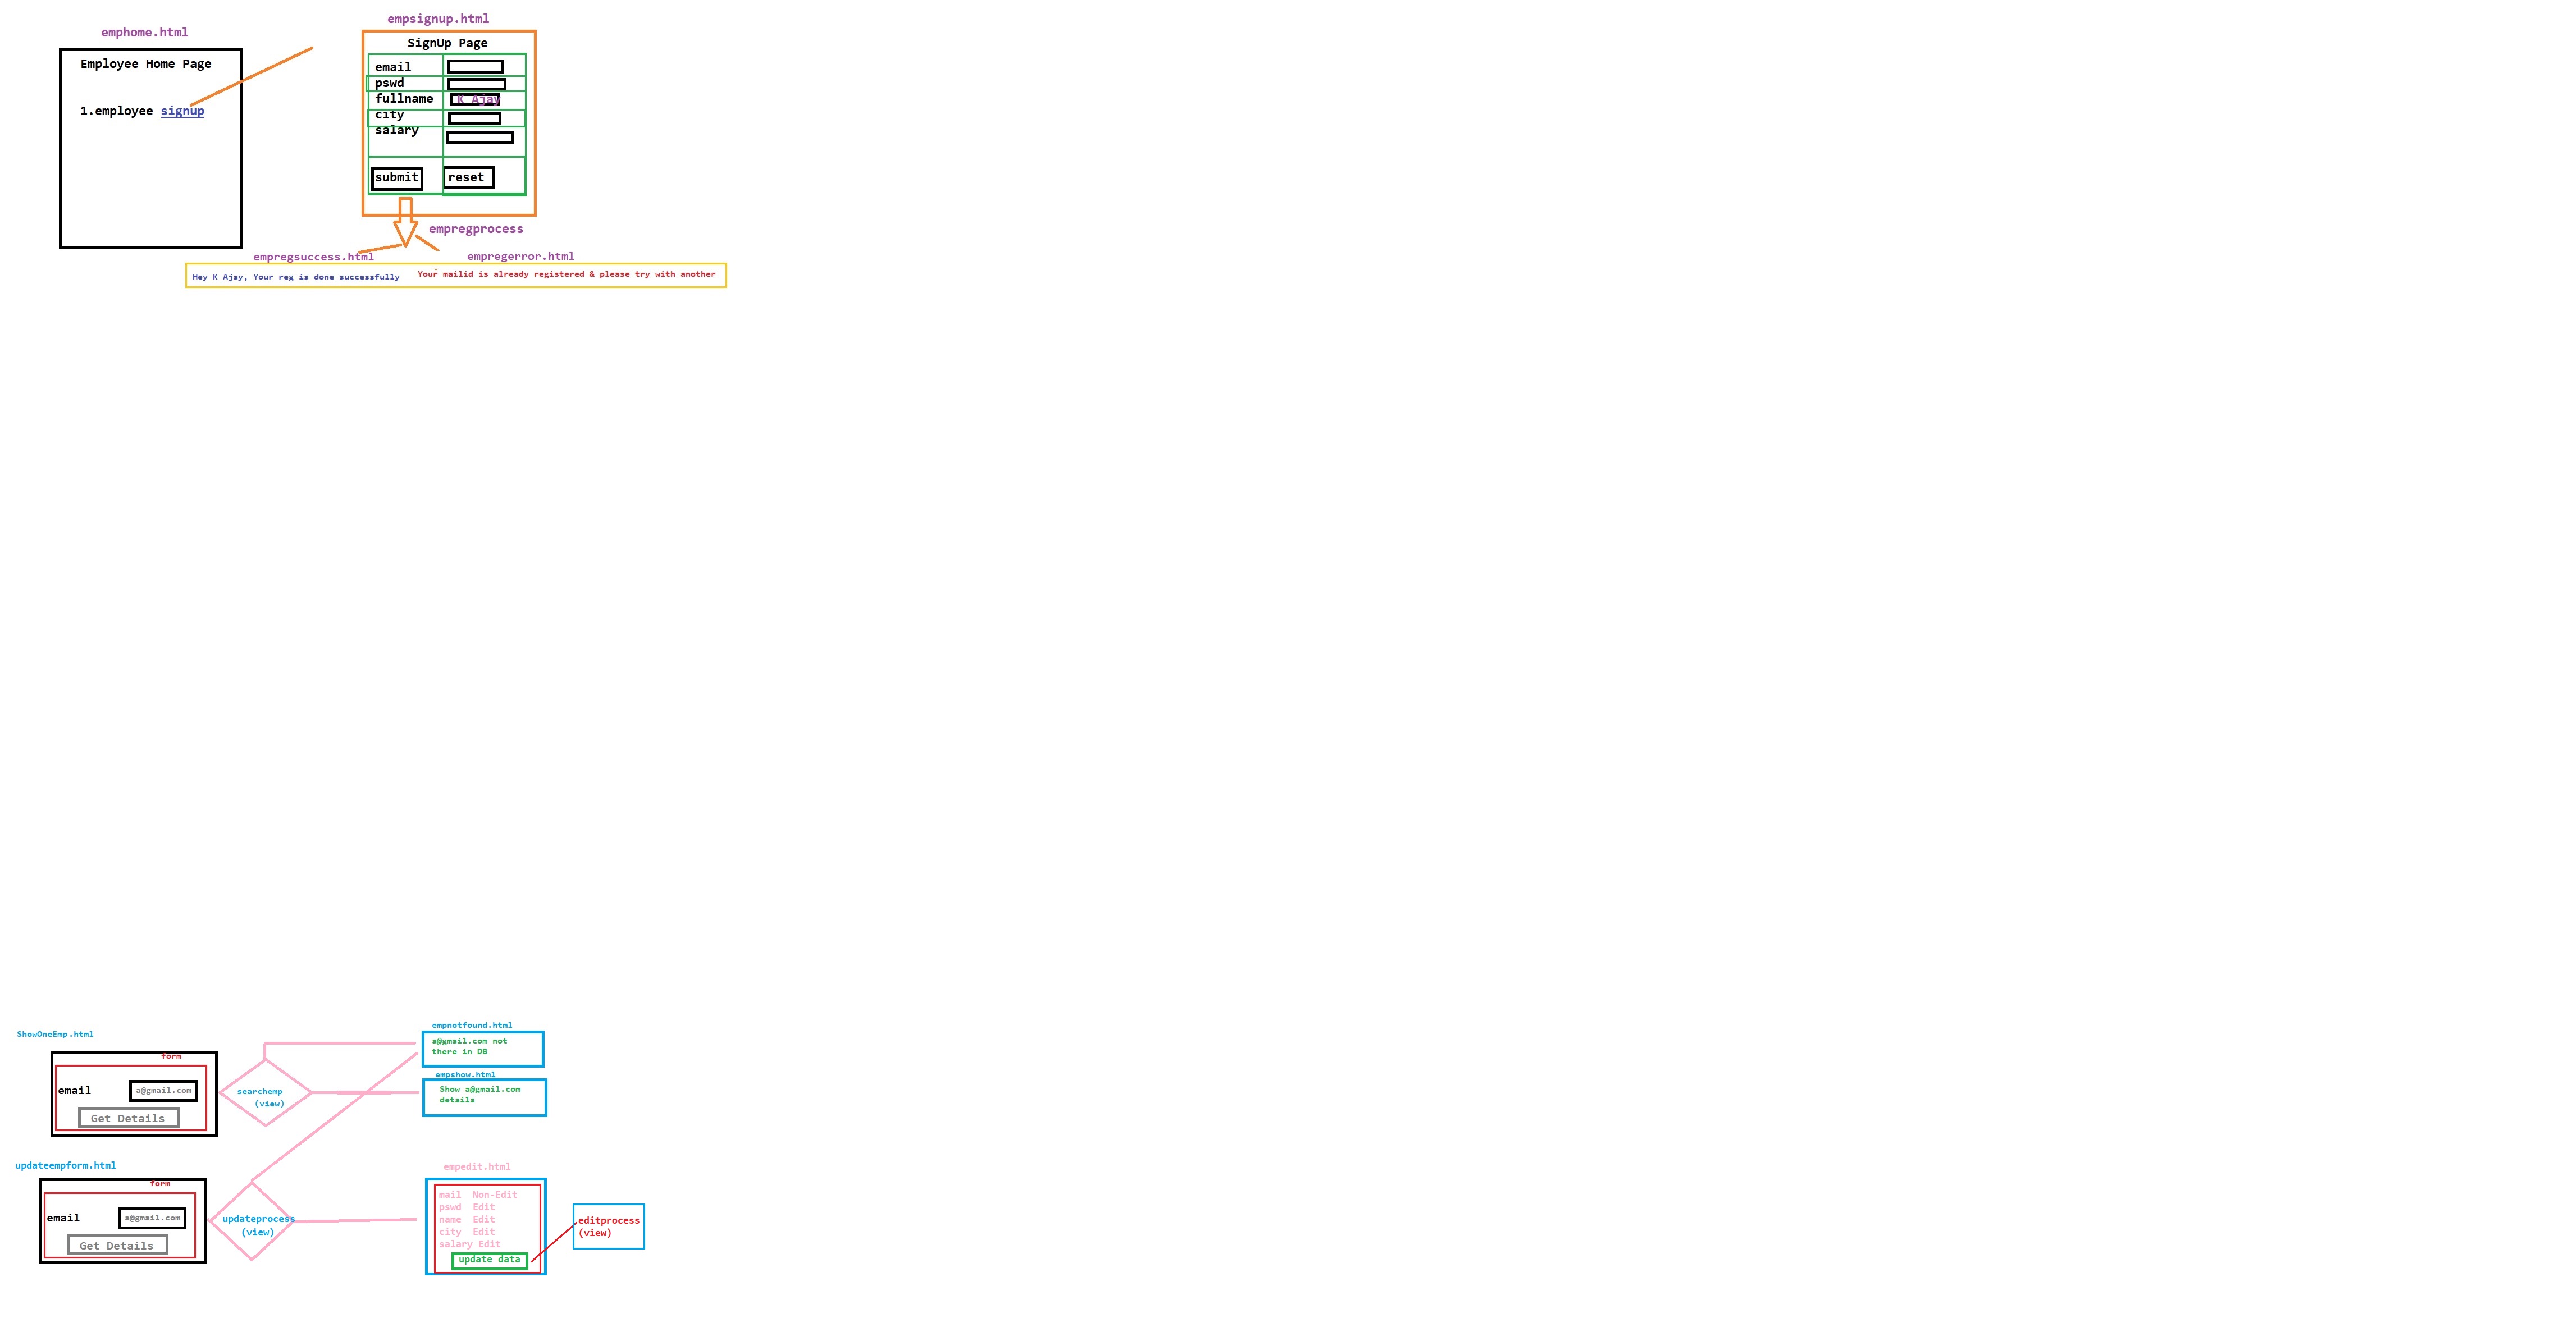 emphome.html
Employee Home Page
1.employee signup
empsignup.html
SignUp Page
email
pswd
fullname K Ajay
city
salary
submit reset
empregprocess
empregsuccess.html
empregerror.html
Hey K Ajay, Your reg is done successfully
Your mailid is already registered & please try with another
ShowOneEmp.html
form
email a@gmail.com
Get Details
searchemp
(view)
empnotfound.html
a@gmail.com not
there in DB
empshow.html
Show a@gmail.com
details
updateempform.html
form
email a@gmail.com
Get Details
updateprocess
(view)
empedit.html
mail Non-Edit
pswd Edit
name Edit
city Edit
salary Edit
update data
editprocess
(view)